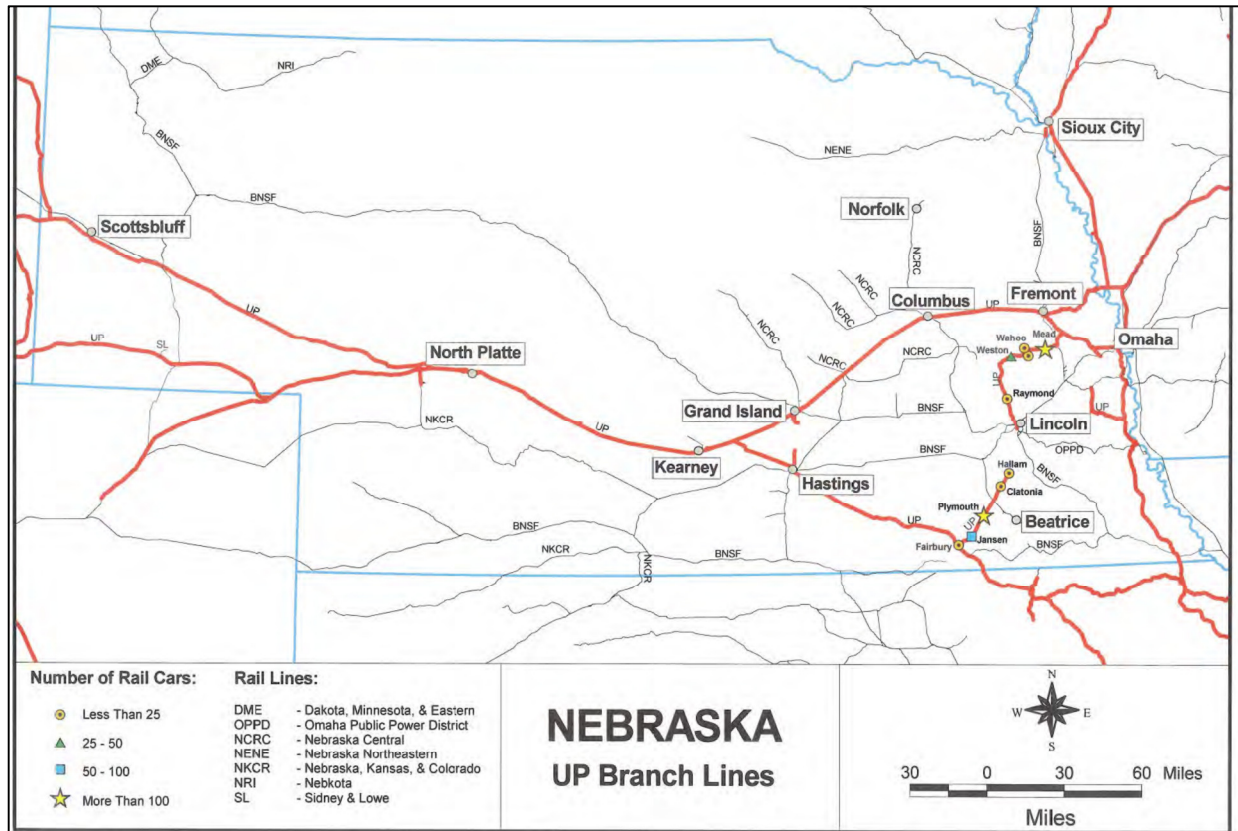 DME
NRI
BNSF
NENE
Sioux City
BNSF
Scottsbluff
Norfolk
BNSF
NCRC
UP
NCRC
NCRC
Columbus
UP
Fremont
UP
SL
North Platte
NCRC
NCRC
NCRC
Weston
Wahoo
Mead
Omaha
UP
Raymond
Grand Island
BNSF
UP
Lincoln
NKCR
UP
Kearney
BNSF
OPPD
Hastings
Hallam
BNSF
Clatonia
Plymouth
Beatrice
BNSF
UP
UP
Jansen
Fairbury
BNSF
NKCR
BNSF
NKCR
Number of Rail Cars:
Less Than 25
25 - 50
50 - 100
More Than 100
Rail Lines:
DME - Dakota, Minnesota, & Eastern
OPPD - Omaha Public Power District
NCRC - Nebraska Central
NENE - Nebraska Northeastern
NKCR - Nebraska, Kansas, & Colorado
NRI - Nebkota
SL - Sidney & Lowe
NEBRASKA
UP Branch Lines
N
W E
S
30 0 30 60 Miles
Miles